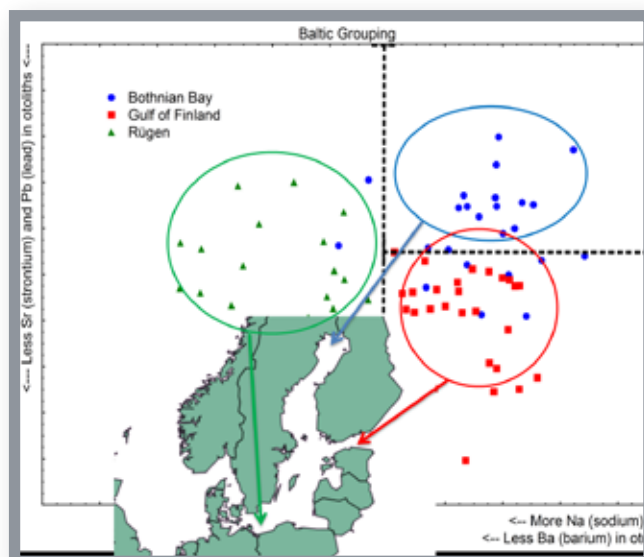 Baltic Grouping
Bothnian Bay
Gulf of Finland
Rügen
<--- Less Sr (strontium) and Pb (lead) in otoliths <---
<-- More Na (sodium)
<-- Less Ba (barium) in